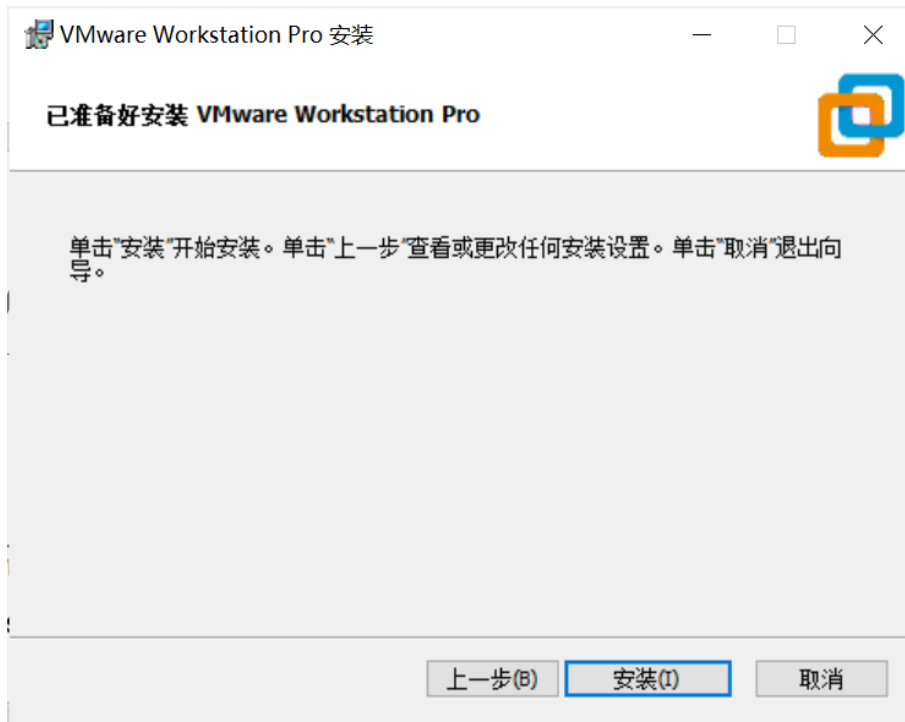 VMware Workstation Pro 安装
已准备好安装 VMware Workstation Pro
单击"安装"开始安装。单击"上一步"查看或更改任何安装设置。单击"取消"退出向
导。
上一步(B) 安装(I) 取消